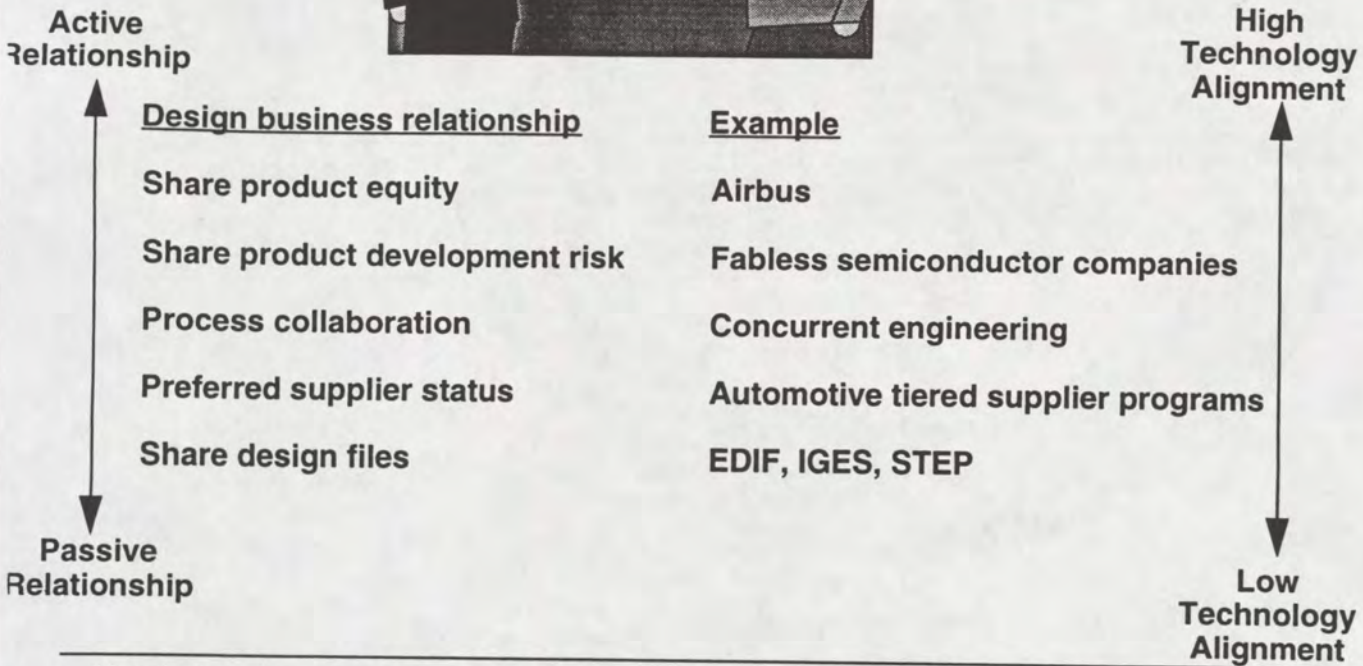 Active
Relationship
High
Technology
Alignment
Design business relationship Example
Share product equity Airbus
Share product development risk Fabless semiconductor companies
Process collaboration Concurrent engineering
Preferred supplier status Automotive tiered supplier programs
Share design files EDIF, IGES, STEP
Passive
Relationship
Low
Technology
Alignment